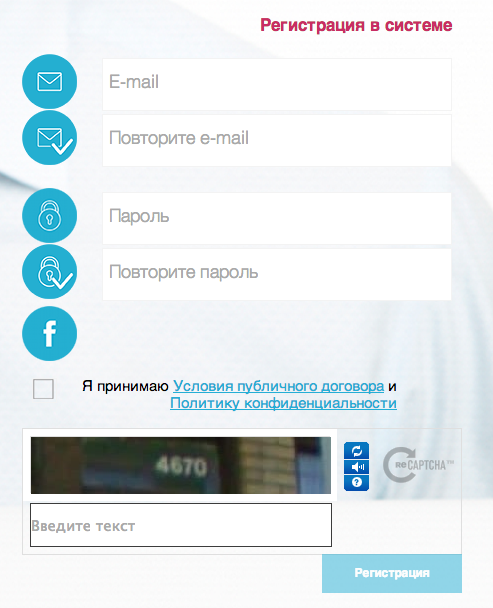 Регистрация в системе
E-mail
Повторите e-mail
Пароль
Повторите пароль
f
Я принимаю Условия публичного договора и
Политику конфиденциальности
4670
?
reCAPTCHA™
Введите текст
Регистрация